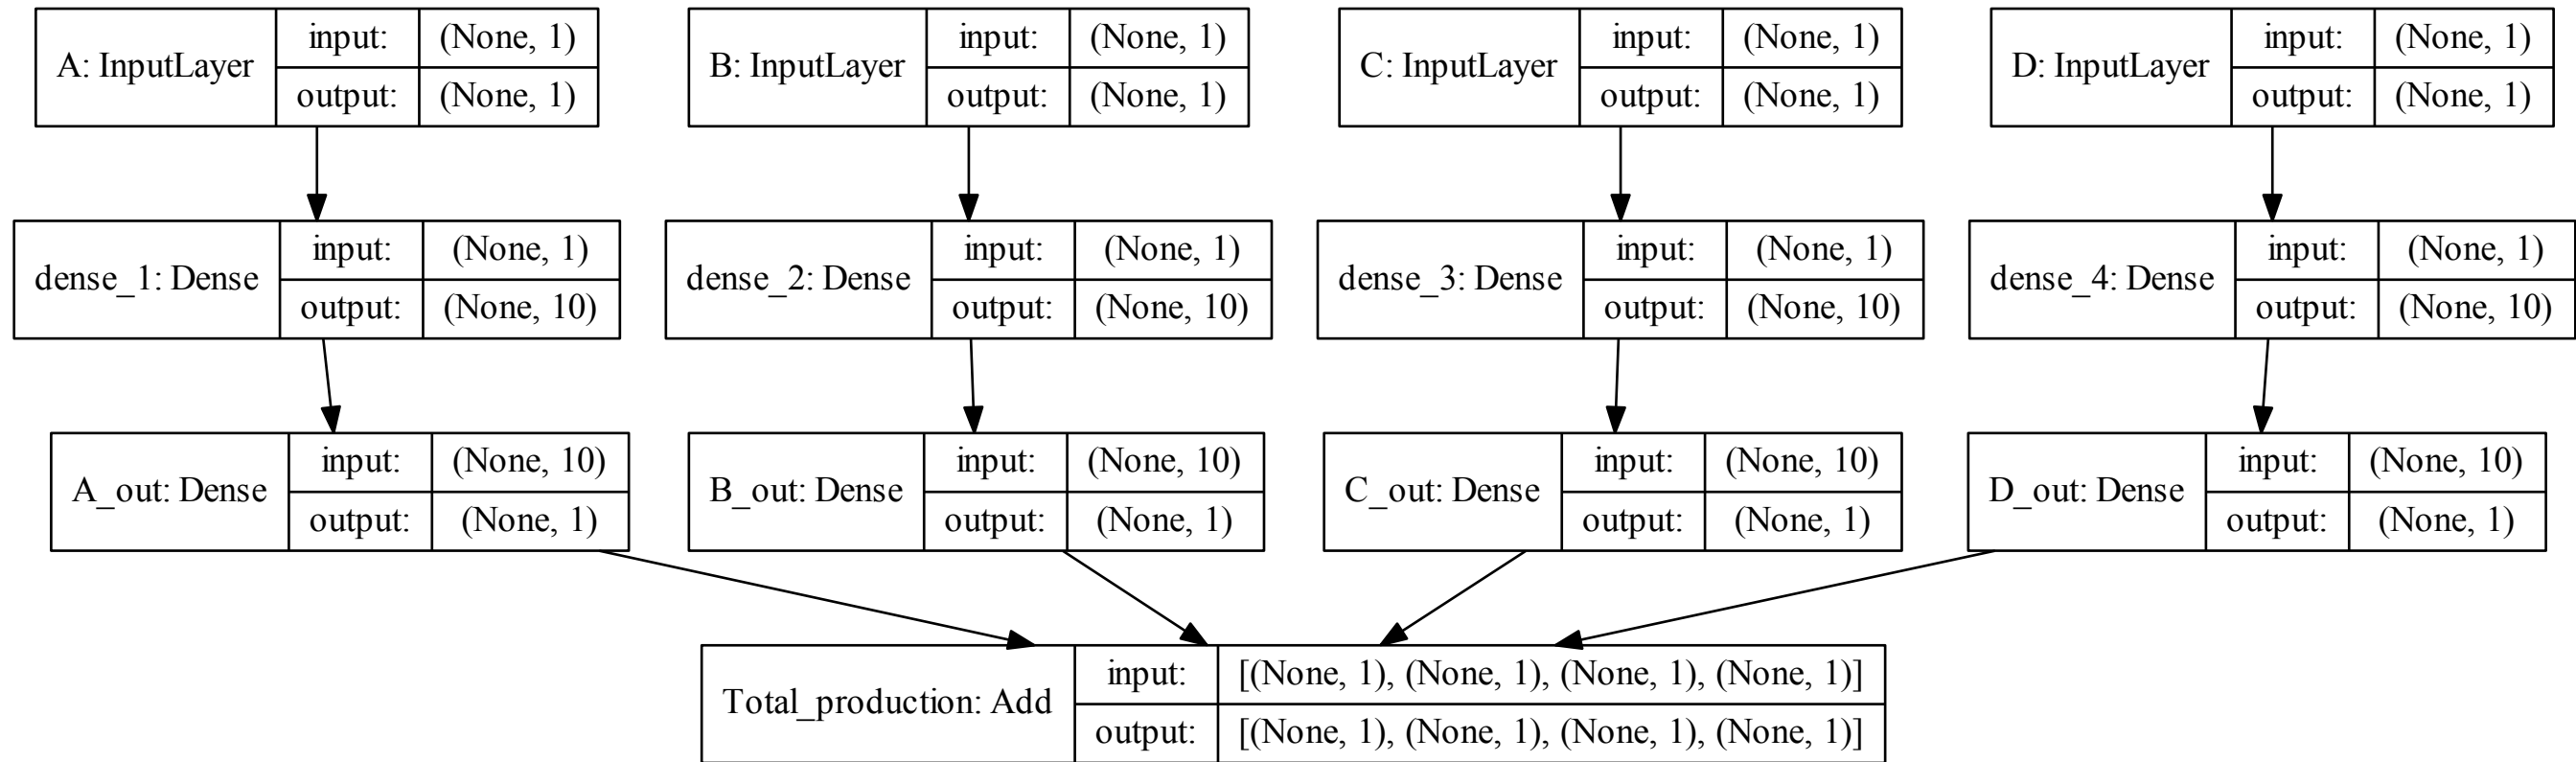 A: InputLayer input: (None, 1) output: (None, 1)
B: InputLayer input: (None, 1) output: (None, 1)
C: InputLayer input: (None, 1) output: (None, 1)
D: InputLayer input: (None, 1) output: (None, 1)
dense_1: Dense input: (None, 1) output: (None, 10)
dense_2: Dense input: (None, 1) output: (None, 10)
dense_3: Dense input: (None, 1) output: (None, 10)
dense_4: Dense input: (None, 1) output: (None, 10)
A_out: Dense input: (None, 10) output: (None, 1)
B_out: Dense input: (None, 10) output: (None, 1)
C_out: Dense input: (None, 10) output: (None, 1)
D_out: Dense input: (None, 10) output: (None, 1)
Total_production: Add input: [(None, 1), (None, 1), (None, 1), (None, 1)] output: [(None, 1), (None, 1), (None, 1), (None, 1)]